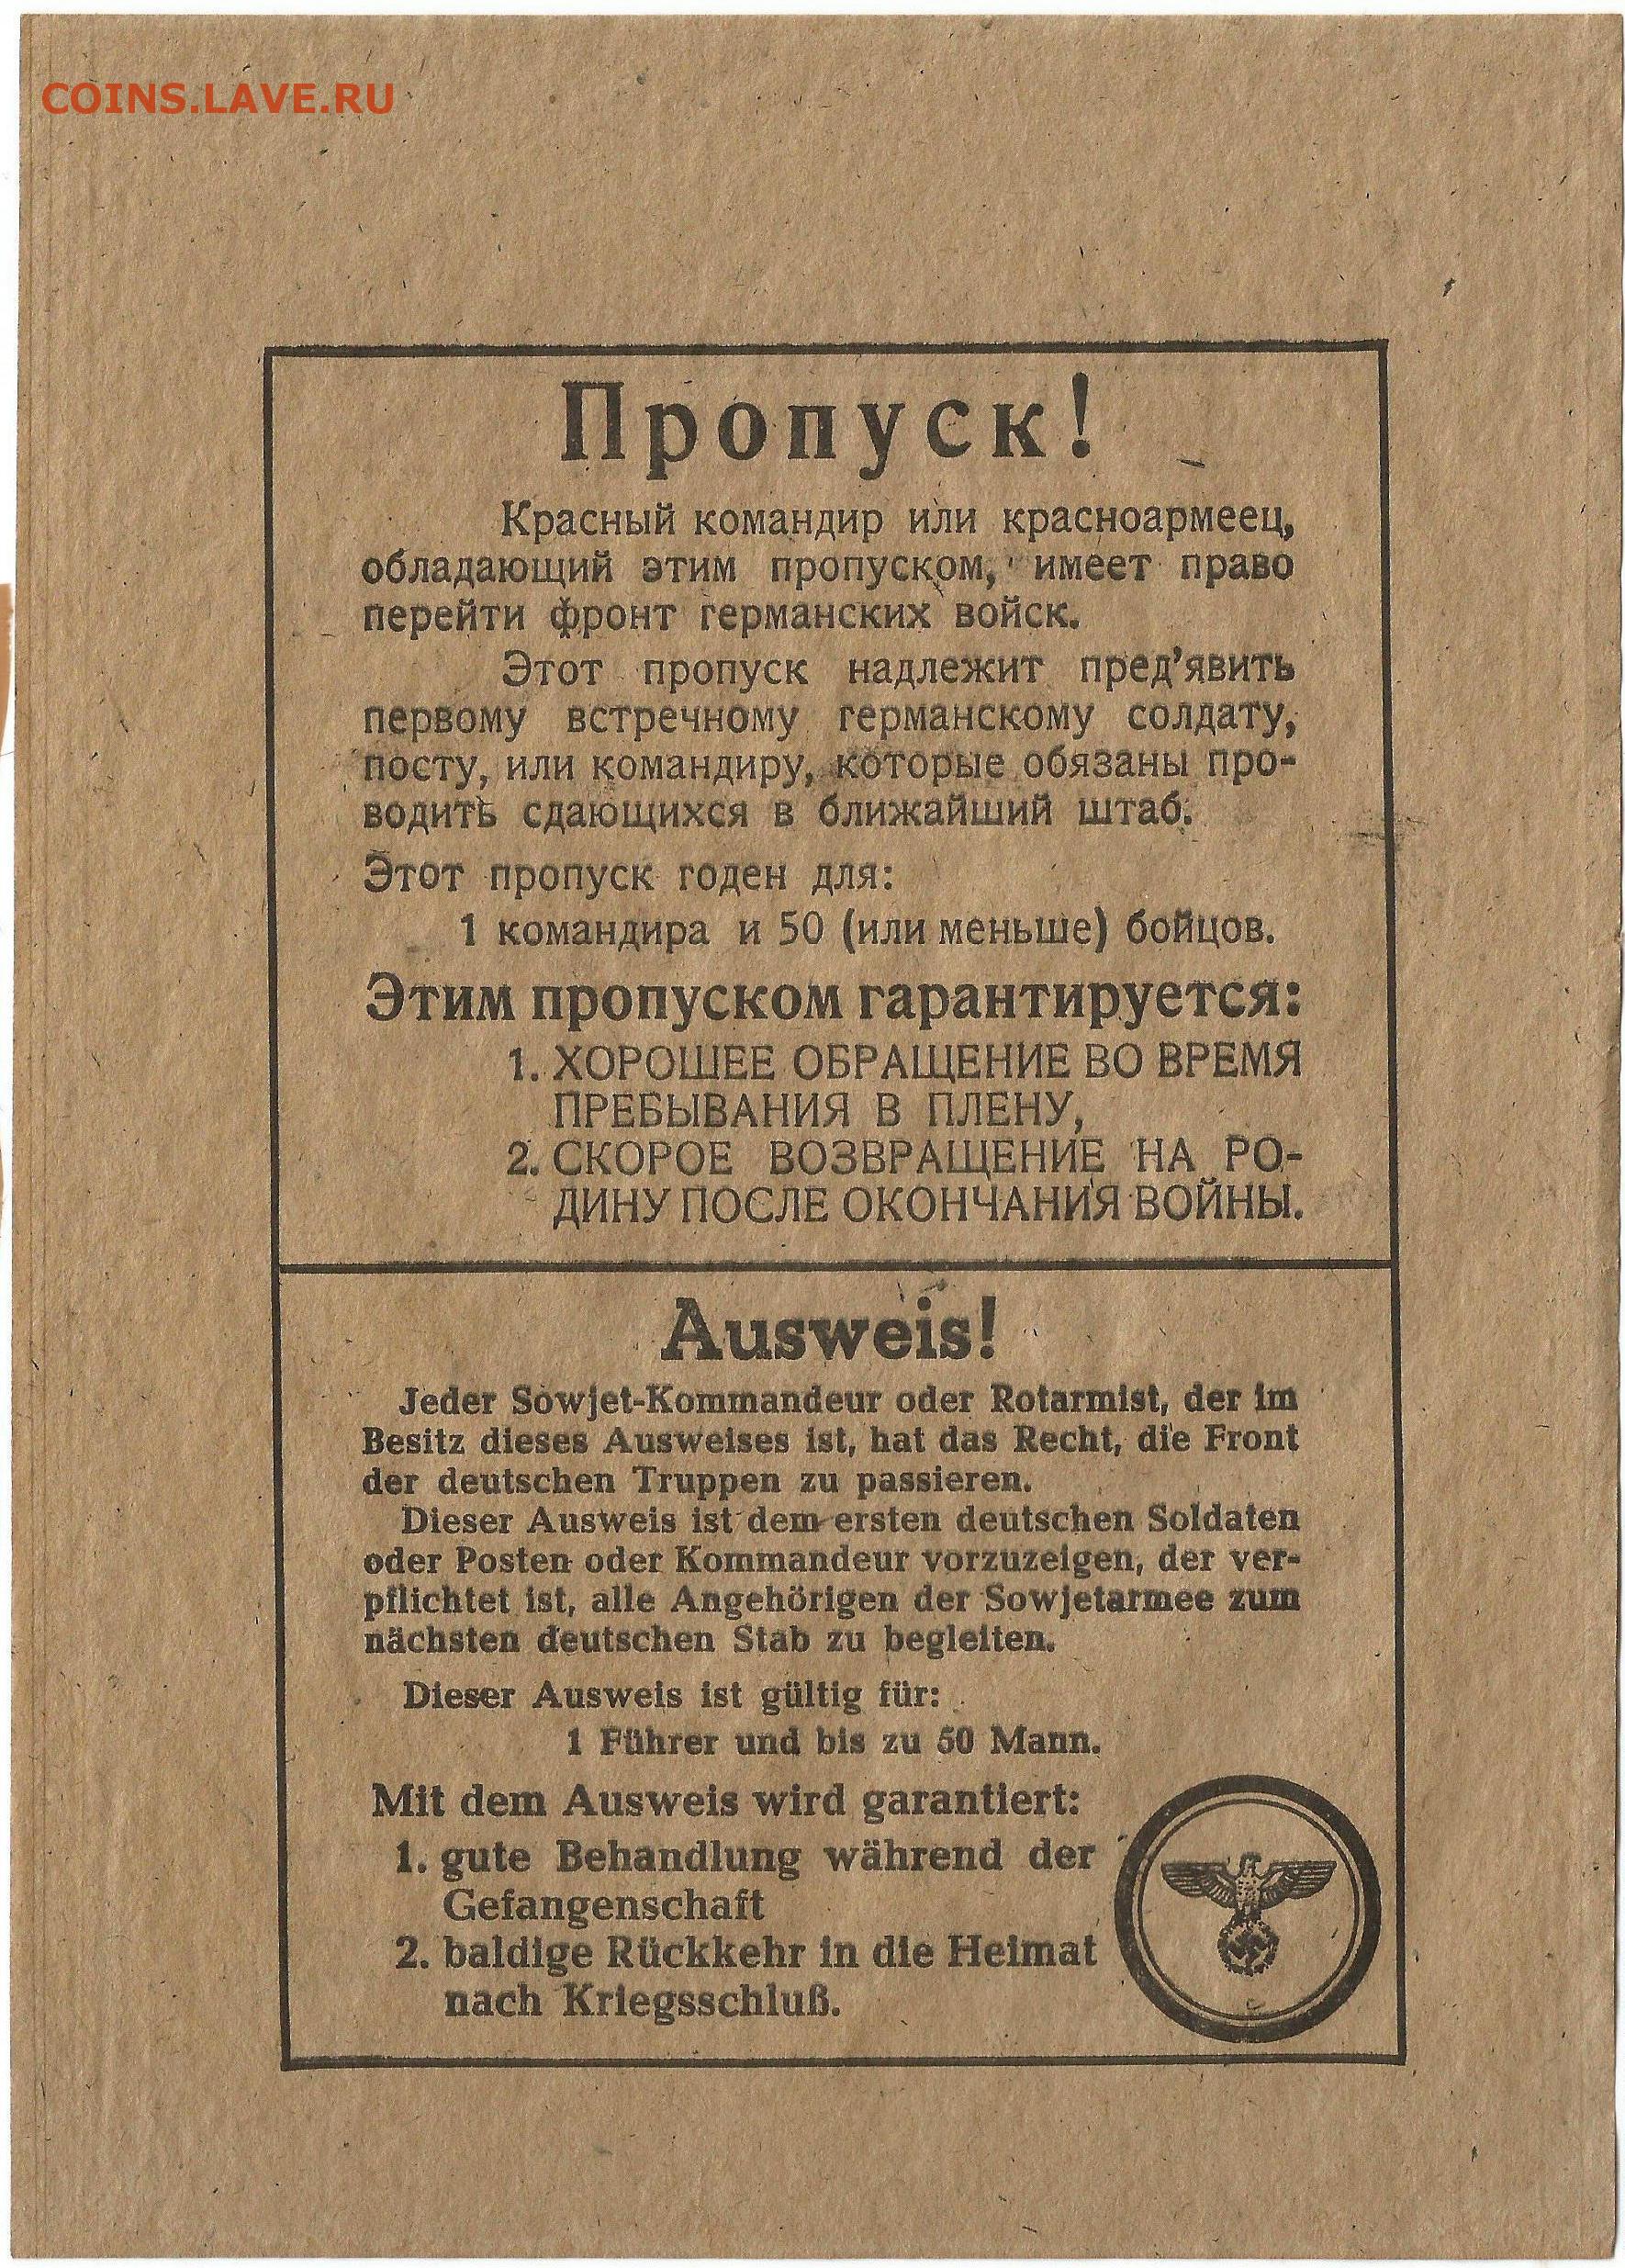 COINS.LAVE.RU
Пропуск!
Красный командир или красноармеец,
обладающий этим пропуском, имеет право
перейти фронт германских войск.
Этот пропуск надлежит пред'явить
первому встречному германскому солдату,
посту, или командиру, которые обязаны про-
водить сдающихся в ближайший штаб.
Этот пропуск годен для:
1 командира и 50 (или меньше) бойцов.
Этим пропуском гарантируется:
1. ХОРОШЕЕ ОБРАЩЕНИЕ ВО ВРЕМЯ
ПРЕБЫВАНИЯ В ПЛЕНУ,
2. СКОРОЕ ВОЗВРАЩЕНИЕ НА РО-
ДИНУ ПОСЛЕ ОКОНЧАНИЯ ВОЙНЫ.
Ausweis!
Jeder Sowjet-Kommandeur oder Rotarmist, der im
Besitz dieses Ausweises ist, hat das Recht, die Front
der deutschen Truppen zu passieren.
Dieser Ausweis ist dem ersten deutschen Soldaten
oder Posten oder Kommandeur vorzuzeigen, der ver-
pflichtet ist, alle Angehörigen der Sowjetarmee zum
nächsten deutschen Stab zu begleiten.
Dieser Ausweis ist gültig für:
1 Führer und bis zu 50 Mann.
Mit dem Ausweis wird garantiert:
1. gute Behandlung während der
Gefangenschaft
2. baldige Rückkehr in die Heimat
nach Kriegsschluß.